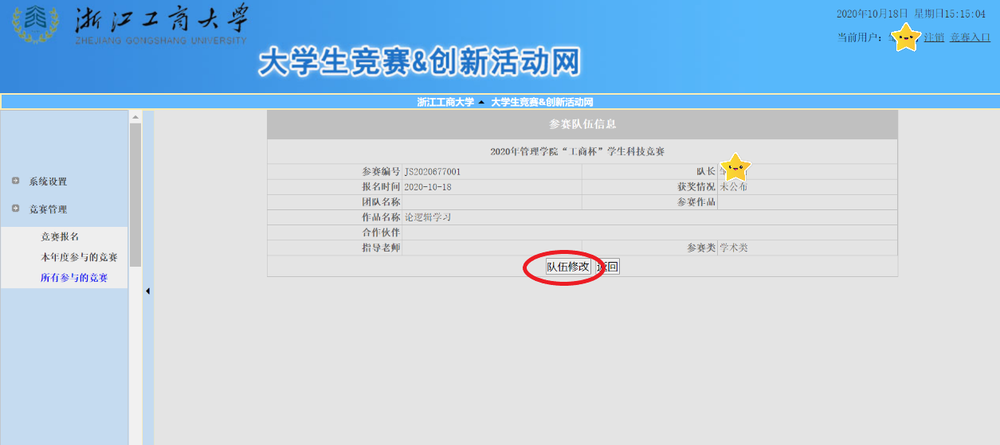 浙江工商大学
ZHEJIANG GONGSHANG UNIVERSITY
大学生竞赛&创新活动网
2020年10月18日 星期日15:15:04
当前用户： 注销 竞赛入口
浙江工商大学 大学生竞赛&创新活动网
系统设置
竞赛管理
竞赛报名
本年度参与的竞赛
所有参与的竞赛
参赛队伍信息
2020年管理学院“工商杯”学生科技竞赛
参赛编号 JS2020677001 队长
报名时间 2020-10-18 获奖情况 未公布
团队名称 参赛作品
作品名称 论逻辑学习
合作伙伴
指导老师 参赛类 学术类
队伍修改 返回